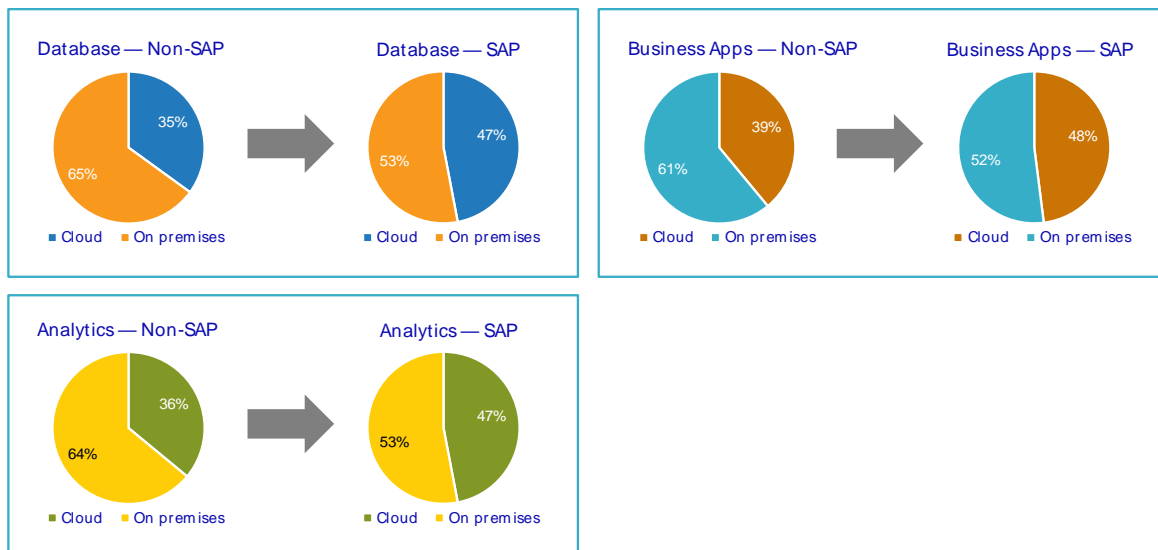 Database — Non-SAP
35%
65%
Cloud On premises
Database — SAP
47%
53%
Cloud On premises
Business Apps — Non-SAP
39%
61%
Cloud On premises
Business Apps — SAP
48%
52%
Cloud On premises
Analytics — Non-SAP
36%
64%
Cloud On premises
Analytics — SAP
47%
53%
Cloud On premises